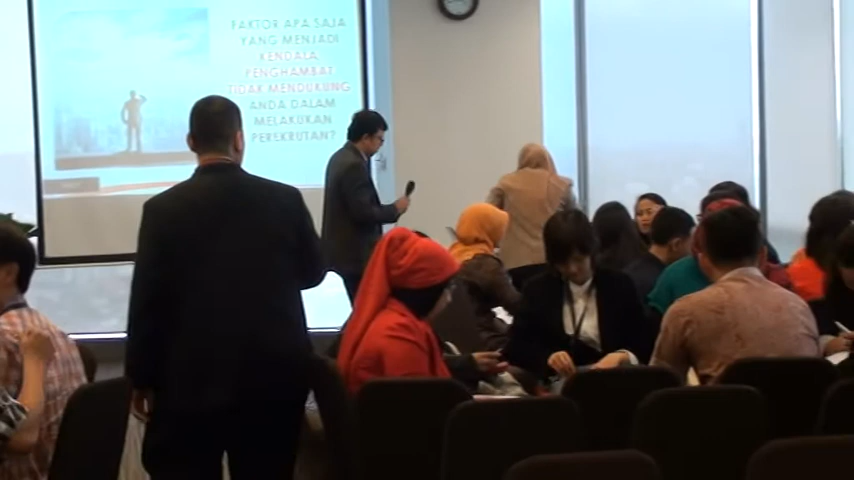 FAKTOR APA SAJA
YANG MENJADI
KENDALA,
PENGHAMBAT
TIDAK MENDUKUNG
ANDA DALAM
MELAKUKAN
PEREKRUTAN?